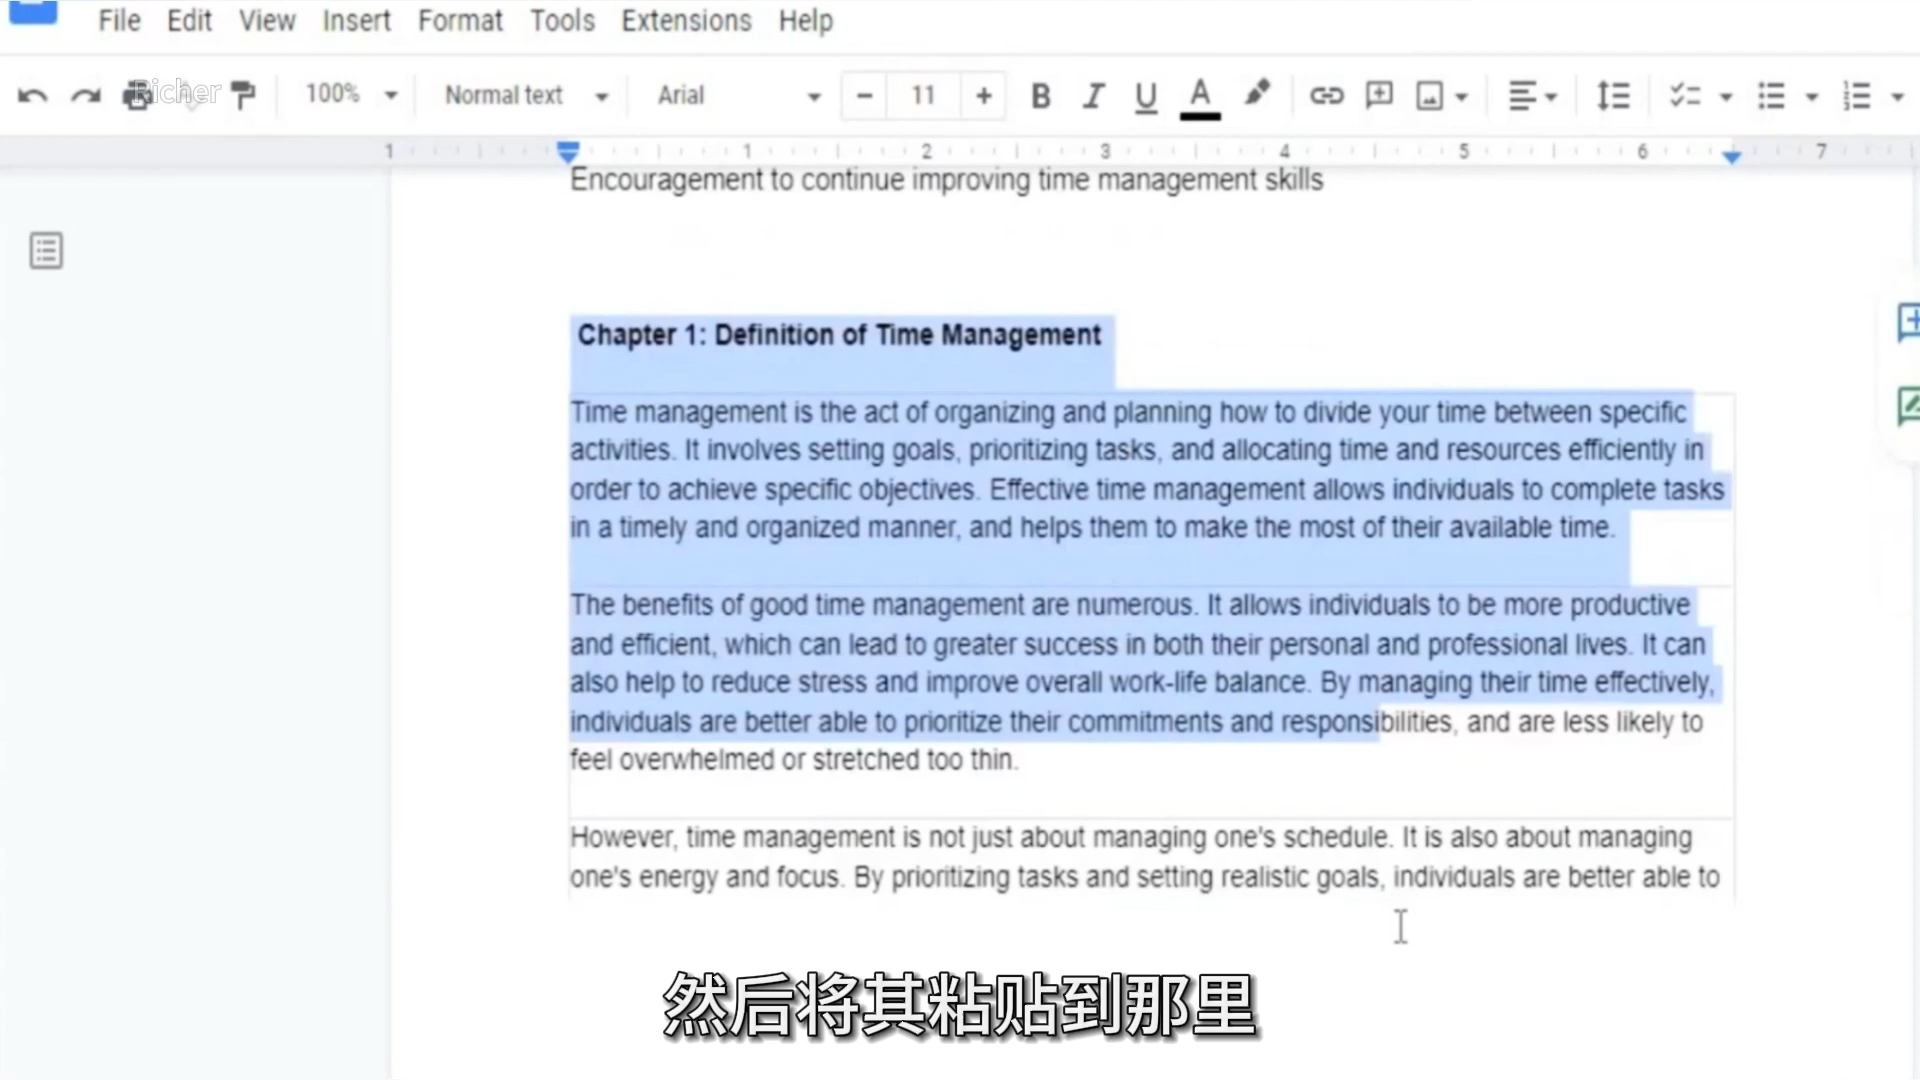 File Edit View Insert Format Tools Extensions Help
Richer
100% Normal text Arial 11 B I U A
1 1 2 3 4 5 6 7
Encouragement to continue improving time management skills
Chapter 1: Definition of Time Management
Time management is the act of organizing and planning how to divide your time between specific
activities. It involves setting goals, prioritizing tasks, and allocating time and resources efficiently in
order to achieve specific objectives. Effective time management allows individuals to complete tasks
in a timely and organized manner, and helps them to make the most of their available time.
The benefits of good time management are numerous. It allows individuals to be more productive
and efficient, which can lead to greater success in both their personal and professional lives. It can
also help to reduce stress and improve overall work-life balance. By managing their time effectively,
individuals are better able to prioritize their commitments and responsibilities, and are less likely to
feel overwhelmed or stretched too thin.
However, time management is not just about managing one's schedule. It is also about managing
one's energy and focus. By prioritizing tasks and setting realistic goals, individuals are better able to
然后将其粘贴到那里